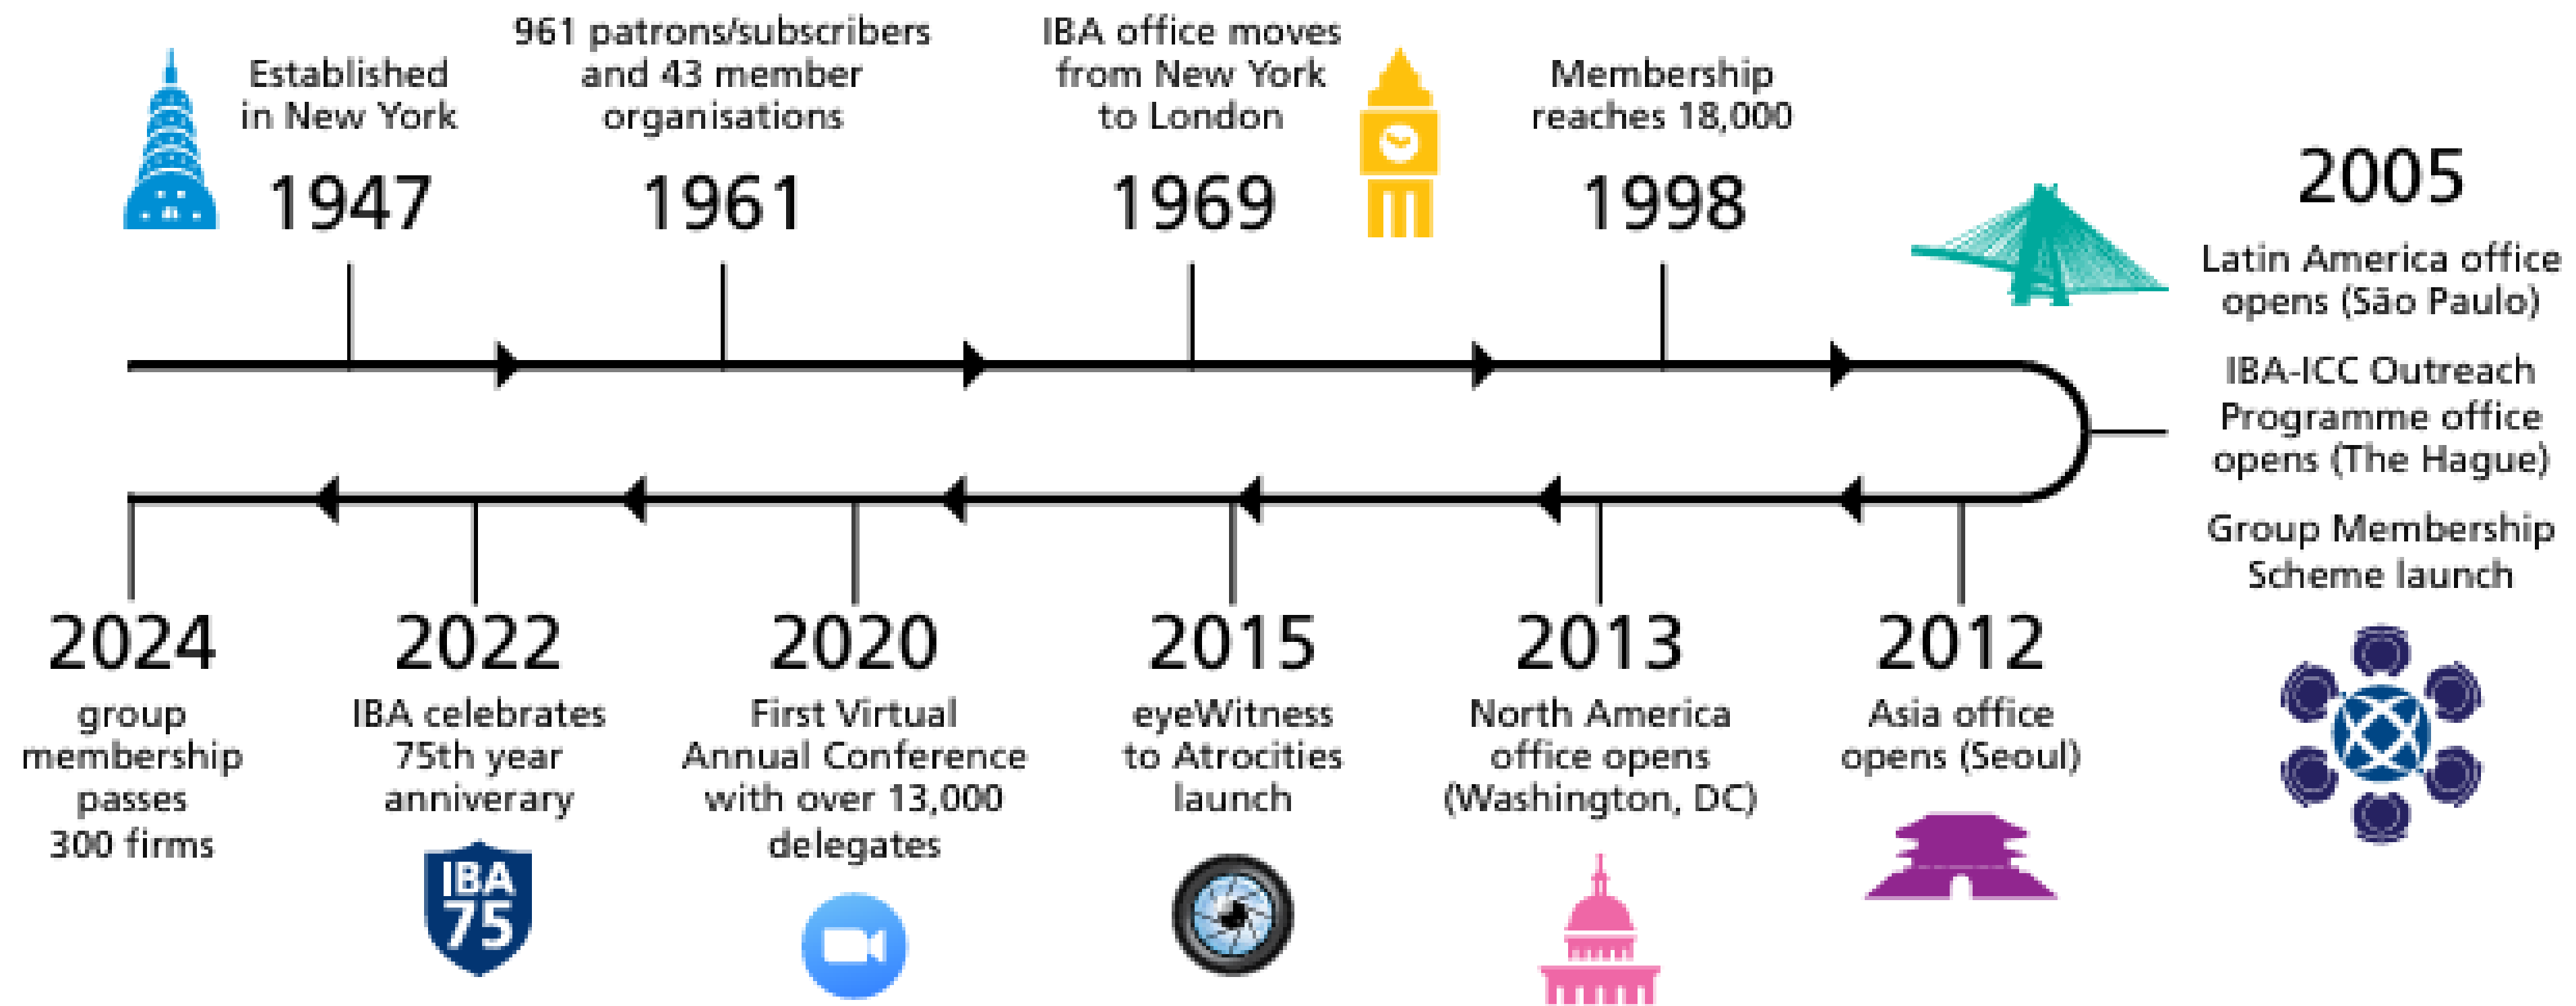 Established
in New York
1947
961 patrons/subscribers
and 43 member
organisations
1961
IBA office moves
from New York
to London
1969
Membership
reaches 18,000
1998
2005
Latin America office
opens (São Paulo)
IBA-ICC Outreach
Programme office
opens (The Hague)
Group Membership
Scheme launch
2012
Asia office
opens (Seoul)
2013
North America
office opens
(Washington, DC)
2015
eyeWitness
to Atrocities
launch
2020
First Virtual
Annual Conference
with over 13,000
delegates
2022
IBA celebrates
75th year
anniverary
IBA
75
2024
group
membership
passes
300 firms